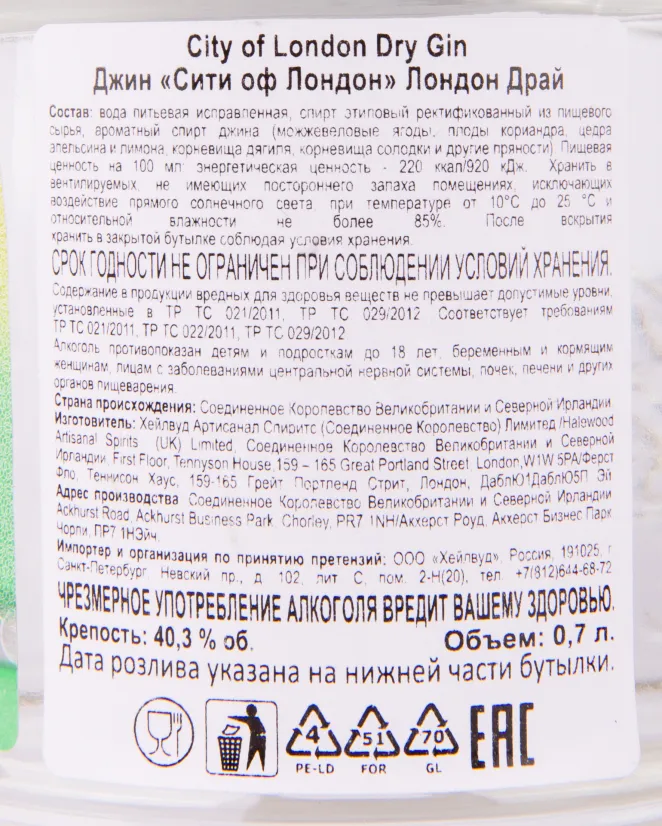 City of London Dry Gin
Джин «Сити оф Лондон» Лондон Драй
Состав: вода питьевая исправленная, спирт этиловый ректификованный из пищевого
сырья, ароматный спирт джина (можжевеловые ягоды, плоды кориандра, цедра
апельсина и лимона, корневища дягиля, корневища солодки и другие пряности). Пищевая
ценность на 100 мл: энергетическая ценность - 220 ккал/920 кДж. Хранить в
вентилируемых, не имеющих постороннего запаха помещениях, исключающих
воздействие прямого солнечного света, при температуре от 10°С до 25 °С и
относительной влажности не более 85%. После вскрытия
хранить в закрытой бутылке соблюдая условия хранения.
СРОК ГОДНОСТИ НЕ ОГРАНИЧЕН ПРИ СОБЛЮДЕНИИ УСЛОВИЙ ХРАНЕНИЯ.
Содержание в продукции вредных для здоровья веществ не превышает допустимые уровни,
установленные в ТР ТС 021/2011, ТР ТС 029/2012. Соответствует требованиям
ТР ТС 021/2011, ТР ТС 022/2011, ТР ТС 029/2012
Алкоголь противопоказан детям и подросткам до 18 лет, беременным и кормящим
женщинам, лицам с заболеваниями центральной нервной системы, почек, печени и других
органов пищеварения.
Страна происхождения: Соединенное Королевство Великобритании и Северной Ирландии
Изготовитель: Хейлвуд Артисанал Спиритс (Соединенное Королевство) Лимитед /Halewood
Artisanal Spirits (UK) Limited, Соединенное Королевство Великобритании и Северной
Ирландии, First Floor, Tennyson House, 159 – 165 Great Portland Street, London, W1W 5PA/Ферст
Фло, Теннисон Хаус, 159-165 Грейт Портленд Стрит, Лондон, ДаблЮ1ДаблЮ5П Эй
Адрес производства: Соединенное Королевство Великобритании и Северной Ирландии
Ackhurst Road, Ackhurst Business Park, Chorley, PR7 1NH/Акхерст Роуд, Акхерст Бизнес Парк
Чорли, ПР7 1НЭйч.
Импортер и организация по принятию претензий: ООО «Хейлвуд», Россия, 191025, г.
Санкт-Петербург, Невский пр., д. 102, лит С, пом. 2-Н(20), тел. +7(812)644-68-72
ЧРЕЗМЕРНОЕ УПОТРЕБЛЕНИЕ АЛКОГОЛЯ ВРЕДИТ ВАШЕМУ ЗДОРОВЬЮ.
Крепость: 40,3 % об. Объем: 0,7 л.
Дата розлива указана на нижней части бутылки.
4 51 70 EAC
PE-LD FOR GL